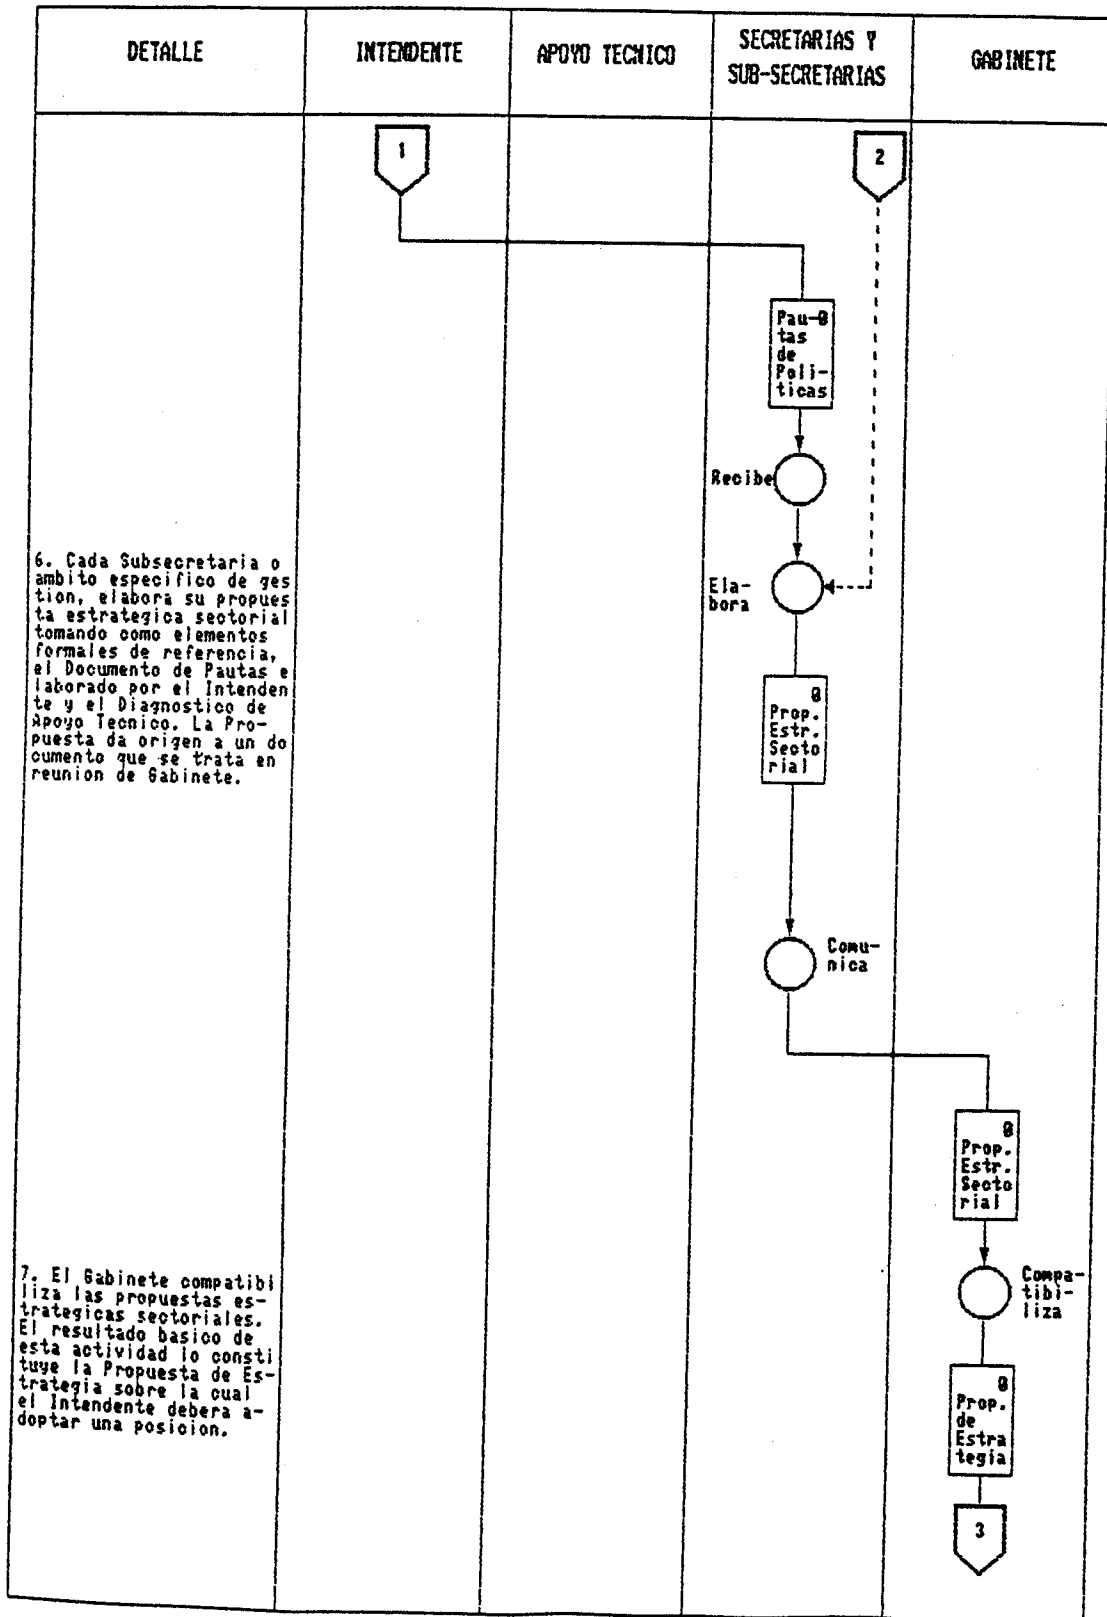 DETALLE
INTENDENTE
APOYO TECNICO
SECRETARIAS Y
SUB-SECRETARIAS
GABINETE
1
2
Pau-0
tas
de
Poli-
ticas
Recibe
Ela-
bora
6. Cada Subsecretaria o
ambito especifico de ges
tion, elabora su propues
ta estrategica sectorial
tomando como elementos
formales de referencia,
el Documento de Pautas e
laborado por el Intenden
te y el Diagnostico de
Apoyo Tecnico. La Pro-
puesta da origen a un do
cumento que se trata en
reunion de Gabinete.
0
Prop.
Estr.
Secto
rial
Comu-
nica
0
Prop.
Estr.
Secto
rial
7. El Gabinete compatibi
liza las propuestas es-
trategicas sectoriales.
El resultado basico de
esta actividad lo consti
tuye la Propuesta de Es-
trategia sobre la cual
el Intendente debera a-
doptar una posicion.
Compa-
tibi-
liza
0
Prop.
de
Estra
tegia
3